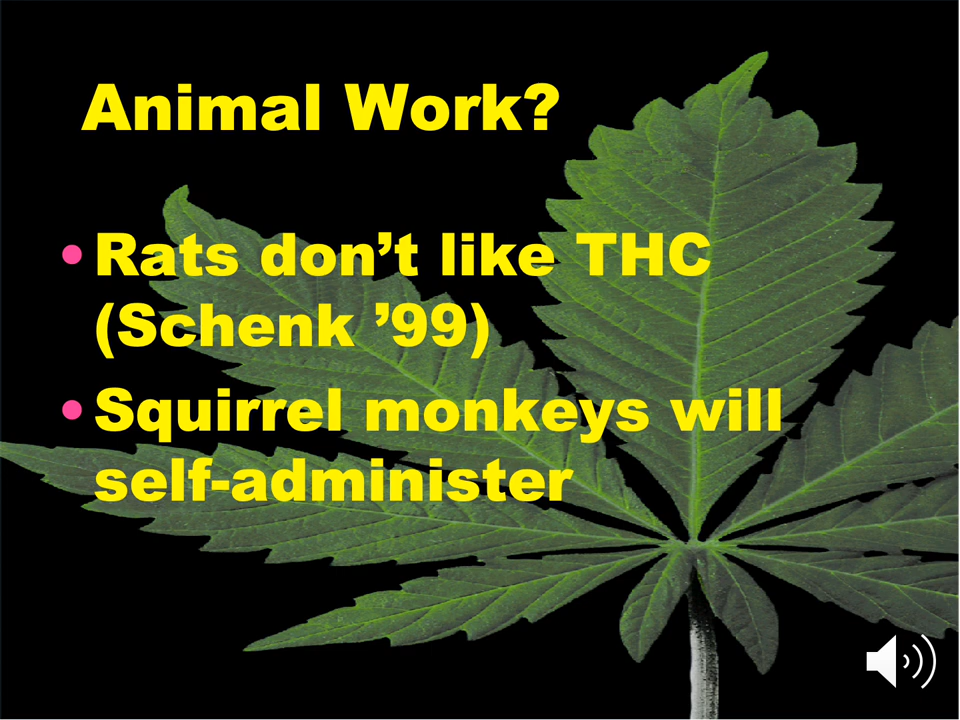 Animal Work?
• Rats don’t like THC
(Schenk ’99)
• Squirrel monkeys will
self-administer